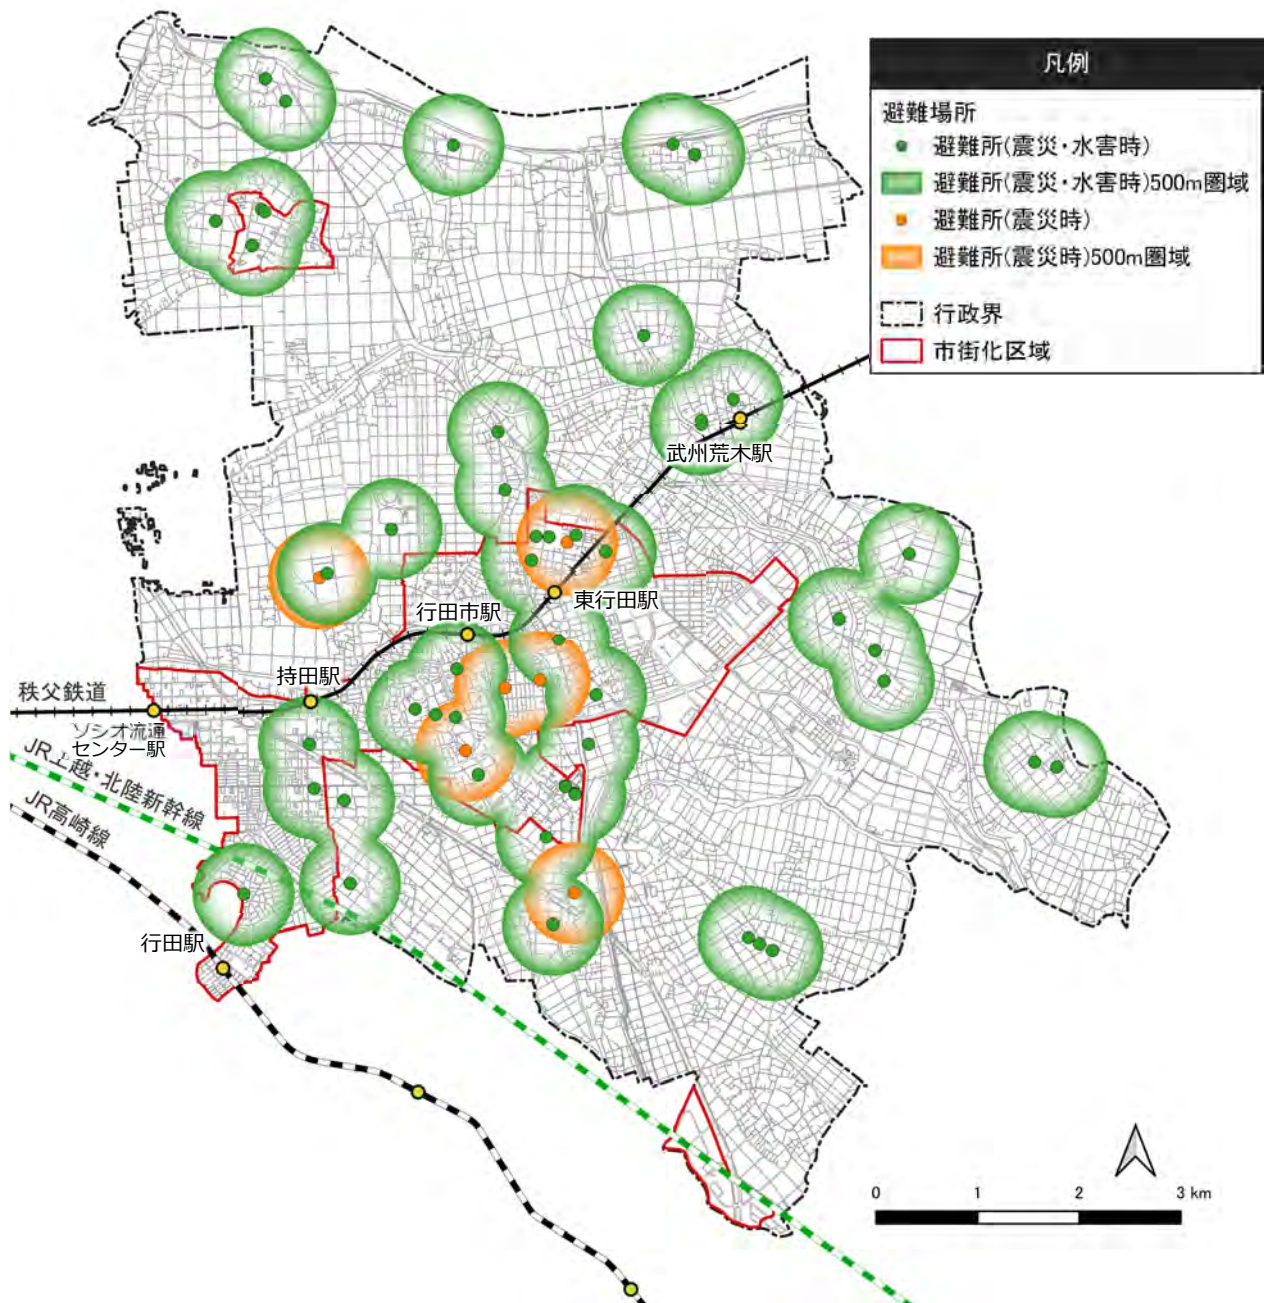 凡例
避難場所
避難所(震災・水害時)
避難所(震災・水害時)500m圏域
避難所(震災時)
避難所(震災時)500m圏域
行政界
市街化区域
武州荒木駅
東行田駅
行田市駅
持田駅
秩父鉄道
ソシオ流通
センター駅
JR上越・北陸新幹線
JR高崎線
行田駅
0 1 2 3 km